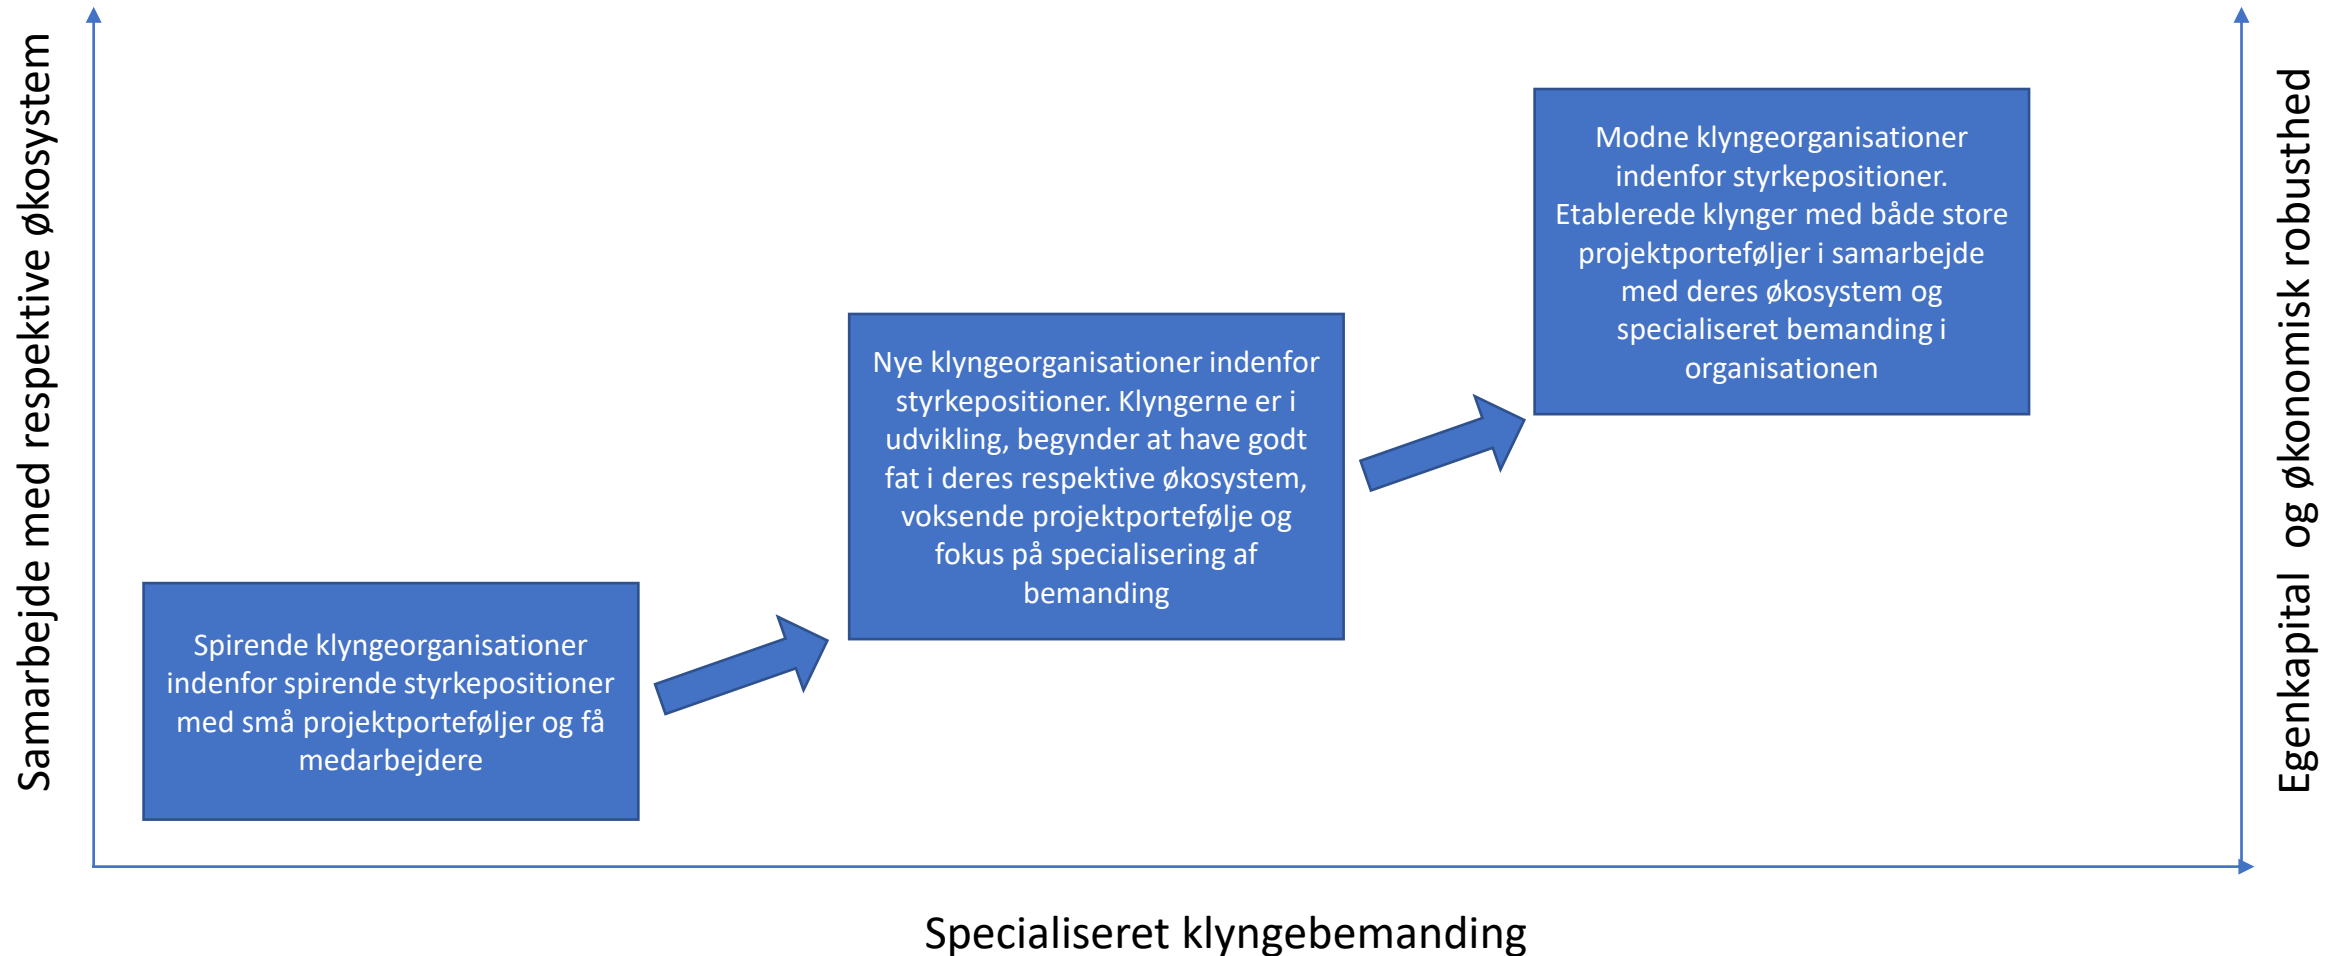 Samarbejde med respektive økosystem
Spirende klyngeorganisationer
indenfor spirende styrkepositioner
med små projektporteføljer og få
medarbejdere
Nye klyngeorganisationer indenfor
styrkepositioner. Klyngerne er i
udvikling, begynder at have godt
fat i deres respektive økosystem,
voksende projektportefølje og
fokus på specialisering af
bemanding
Modne klyngeorganisationer
indenfor styrkepositioner.
Etablerede klynger med både store
projektporteføljer i samarbejde
med deres økosystem og
specialiseret bemanding i
organisationen
Egenkapital og økonomisk robusthed
Specialiseret klyngebemanding